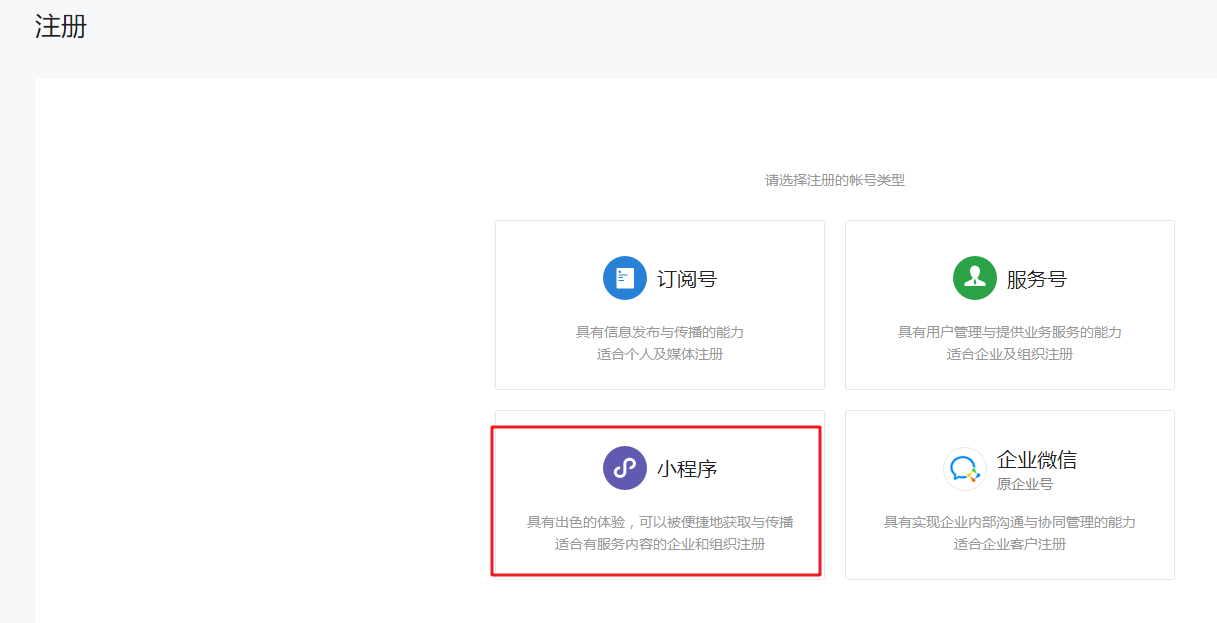 注册
请选择注册的帐号类型
订阅号
具有信息发布与传播的能力
适合个人及媒体注册
服务号
具有用户管理与提供业务服务的能力
适合企业及组织注册
小程序
具有出色的体验，可以被便捷地获取与传播
适合有服务内容的企业和组织注册
企业微信
原企业号
具有实现企业内部沟通与协同管理的能力
适合企业客户注册